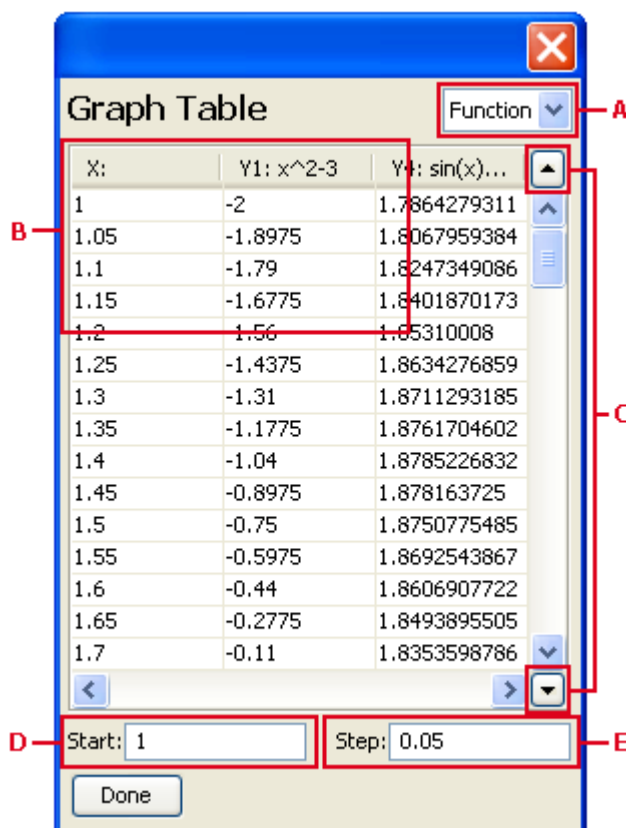 Graph Table
Function
A
X: Y1: x^2-3 Y4: sin(x)...
1 -2 1.7864279311
B
1.05 -1.8975 1.8067959384
1.1 -1.79 1.8247349086
1.15 -1.6775 1.8401870173
1.2 -1.56 1.85310008
1.25 -1.4375 1.8634276859
1.3 -1.31 1.8711293185
C
1.35 -1.1775 1.8761704602
1.4 -1.04 1.8785226832
1.45 -0.8975 1.878163725
1.5 -0.75 1.8750775485
1.55 -0.5975 1.8692543867
1.6 -0.44 1.8606907722
1.65 -0.2775 1.8493895505
1.7 -0.11 1.8353598786
D
Start: 1
Step: 0.05
E
Done